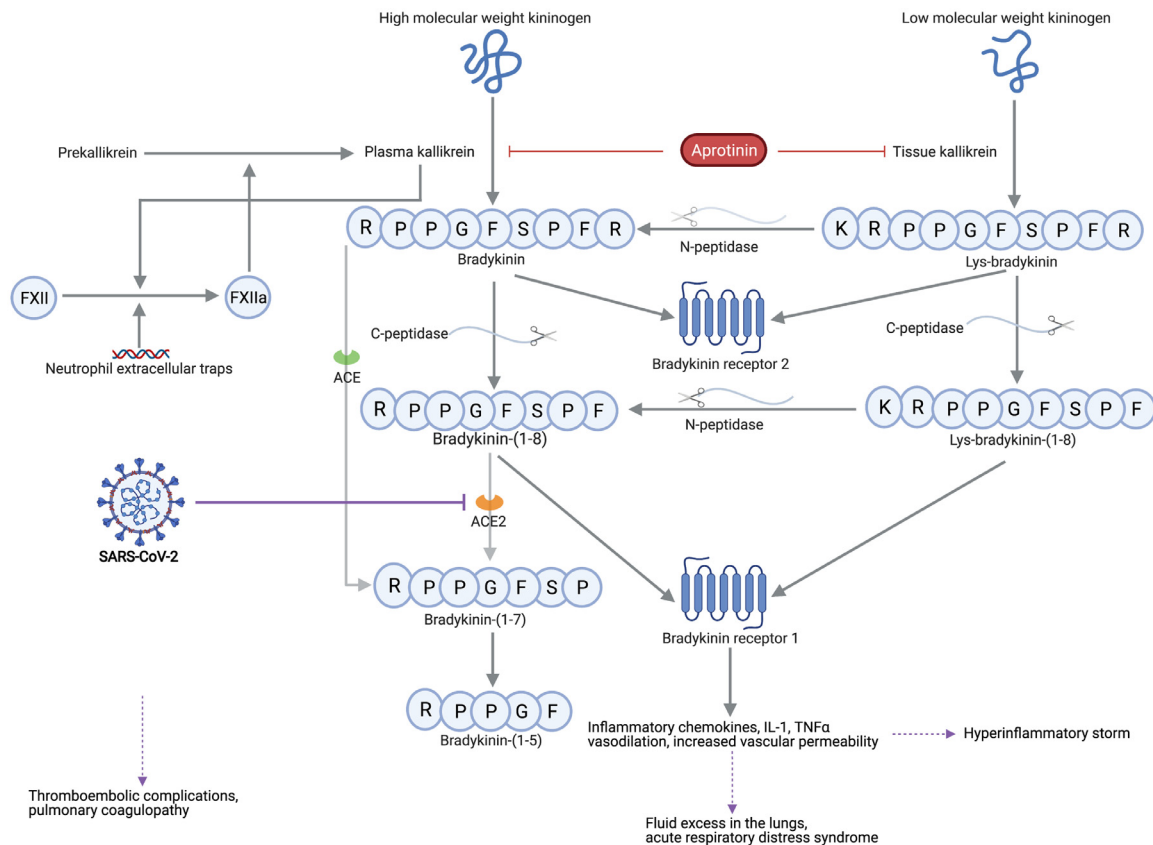 High molecular weight kininogen
Low molecular weight kininogen
Prekallikrein
Plasma kallikrein
Aprotinin
Tissue kallikrein
R P P G F S P F R
N-peptidase
K R P P G F S P F R
Bradykinin
Lys-bradykinin
FXII
FXIIa
C-peptidase
C-peptidase
Bradykinin receptor 2
Neutrophil extracellular traps
ACE
R P P G F S P F
N-peptidase
K R P P G F S P F
Bradykinin-(1-8)
Lys-bradykinin-(1-8)
ACE2
SARS-CoV-2
R P P G F S P
Bradykinin-(1-7)
Bradykinin receptor 1
R P P G F
Bradykinin-(1-5)
Inflammatory chemokines, IL-1, TNFα
vasodilation, increased vascular permeability
Hyperinflammatory storm
Thromboembolic complications,
pulmonary coagulopathy
Fluid excess in the lungs,
acute respiratory distress syndrome